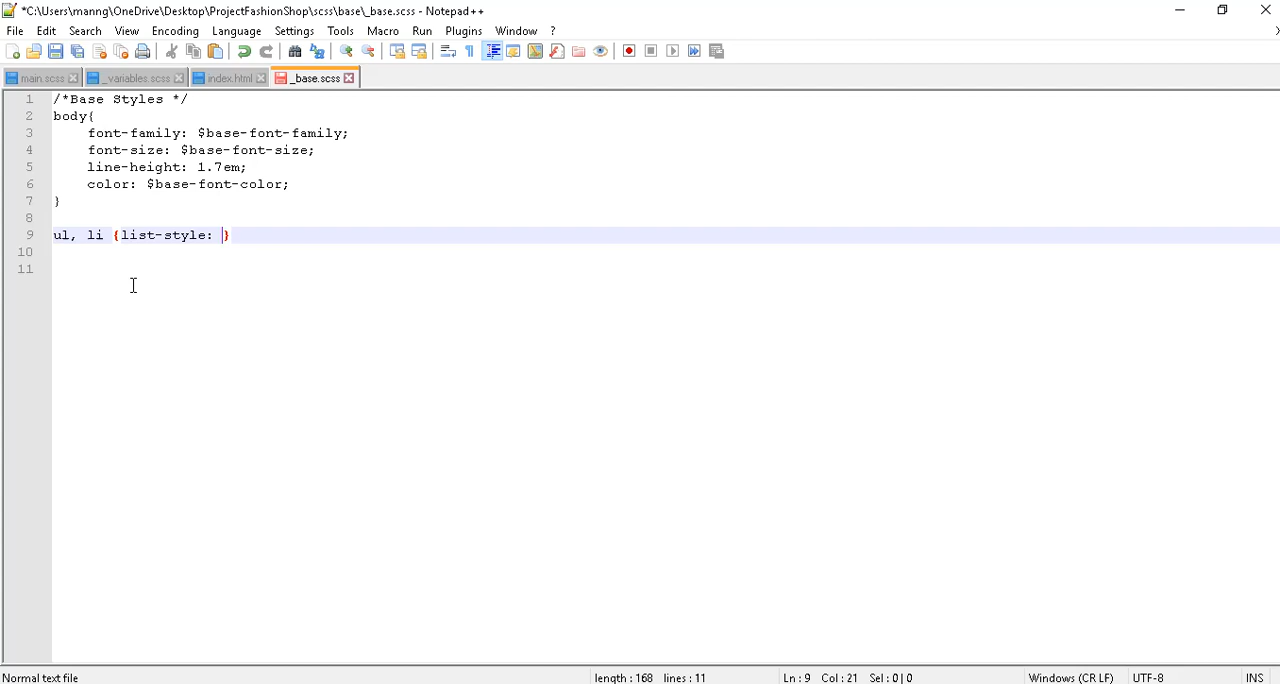 *C:\Users\manng\OneDrive\Desktop\ProjectFashionShop\scss\base\_base.scss - Notepad++
File Edit Search View Encoding Language Settings Tools Macro Run Plugins Window ?
main.scss _variables.scss index.html _base.scss
1 /*Base Styles */
2 body{
3 font-family: $base-font-family;
4 font-size: $base-font-size;
5 line-height: 1.7em;
6 color: $base-font-color;
7 }
8
9 ul, li {list-style: }
10
11
Normal text file length : 168 lines : 11 Ln : 9 Col : 21 Sel : 0 | 0 Windows (CR LF) UTF-8 INS